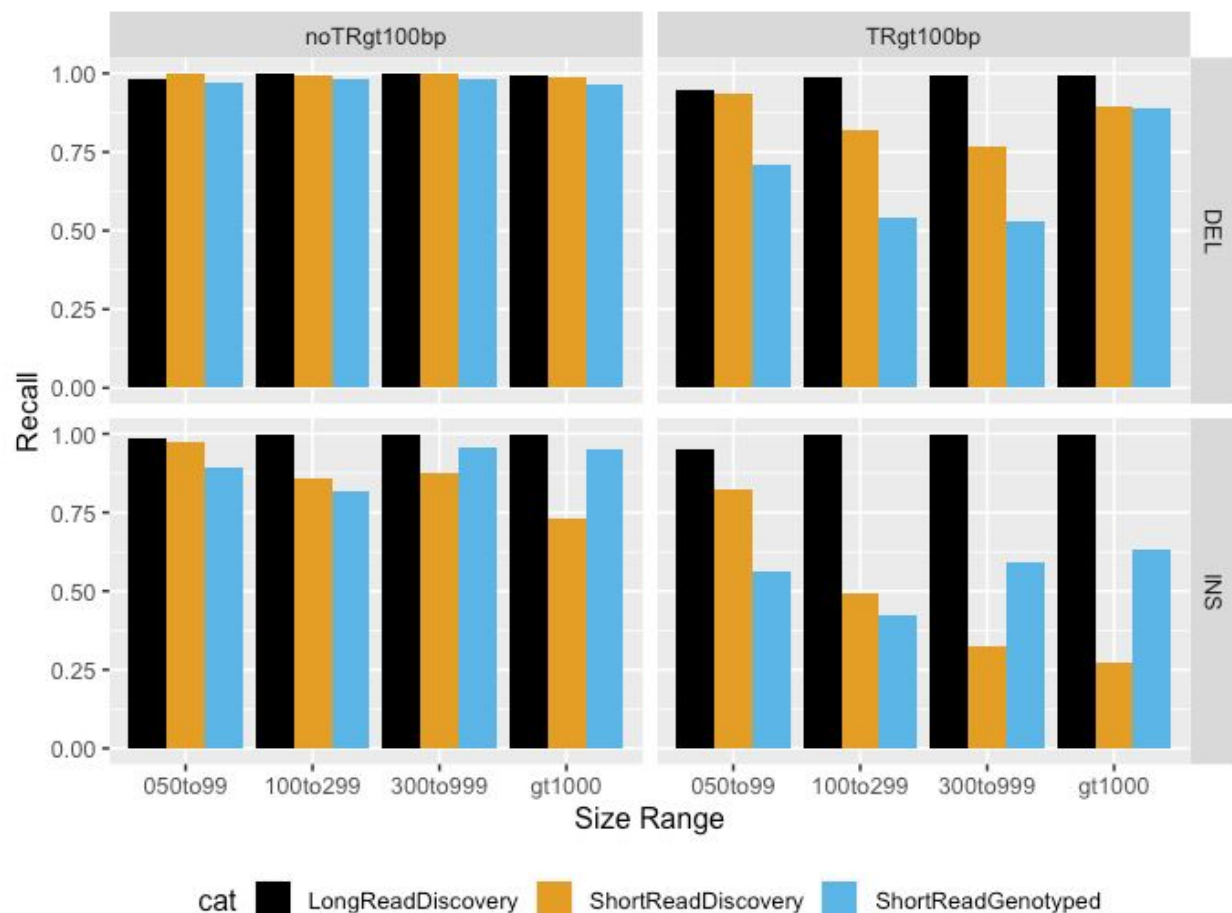 noTRgt100bp TRgt100bp
1.00
0.75
0.50
0.25
0.00
DEL
Recall
1.00
0.75
0.50
0.25
0.00
INS
050to99 100to299 300to999 gt1000 050to99 100to299 300to999 gt1000
Size Range
cat LongReadDiscovery ShortReadDiscovery ShortReadGenotyped